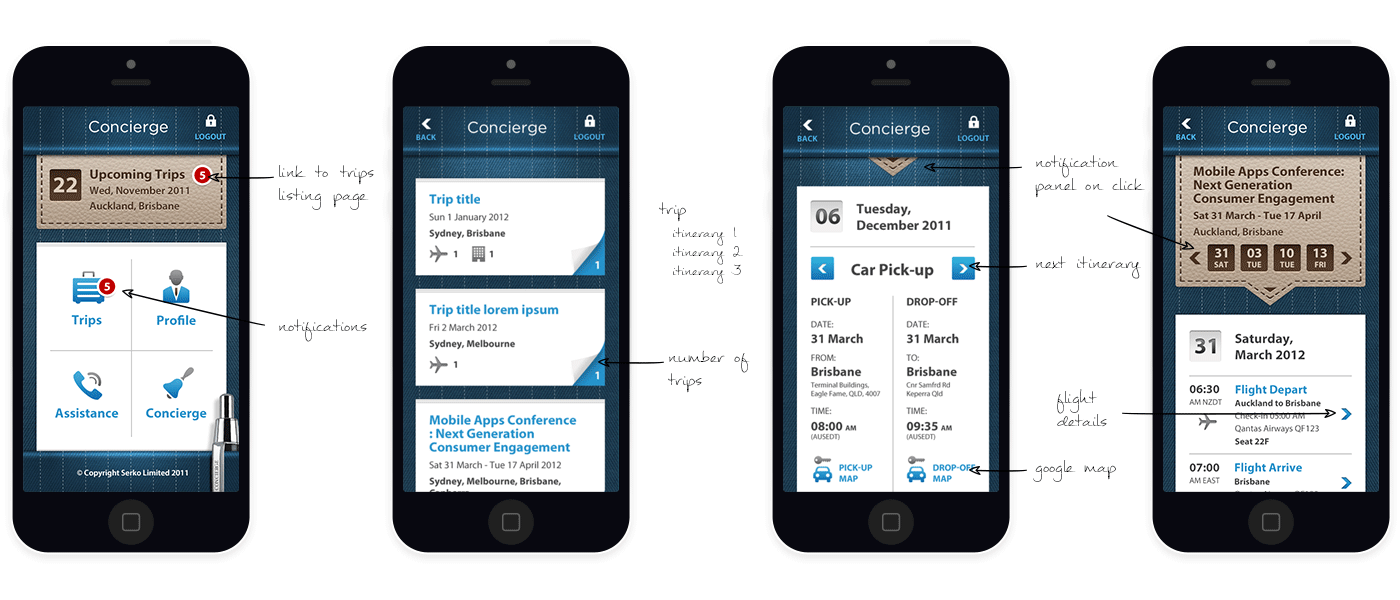 Concierge
LOGOUT
22
Upcoming Trips
5
Wed, November 2011
Auckland, Brisbane
5
Trips
Profile
Assistance
Concierge
© Copyright Serko Limited 2011
link to trips
listing page
notifications
BACK
Concierge
LOGOUT
Trip title
Sun 1 January 2012
Sydney, Brisbane
1 1
1
Trip title lorem ipsum
Fri 2 March 2012
Sydney, Melbourne
1
1
Mobile Apps Conference
: Next Generation
Consumer Engagement
Sat 31 March - Tue 17 April 2012
Sydney, Melbourne, Brisbane,
Canberra
trip
itinerary 1
itinerary 2
itinerary 3
number of
trips
BACK
Concierge
LOGOUT
06
Tuesday,
December 2011
Car Pick-up
PICK-UP
DATE:
31 March
FROM:
Brisbane
Terminal Buildings,
Eagle Fame, QLD, 4007
TIME:
08:00 AM
(AUSEDT)
PICK-UP
MAP
DROP-OFF
DATE:
31 March
TO:
Brisbane
Cnr Samfrd Rd
Keperra Qld
TIME:
09:35 AM
(AUSEDT)
DROP-OFF
MAP
notification
panel on click
next itinerary
flight
details
google map
BACK
Concierge
LOGOUT
Mobile Apps Conference:
Next Generation
Consumer Engagement
Sat 31 March - Tue 17 April
Auckland, Brisbane
31 03 10 13
SAT TUE TUE FRI
31
Saturday,
March 2012
06:30
AM NZDT
Flight Depart
Auckland to Brisbane
Check-in 05:00 AM
Qantas Airways QF123
Seat 22F
07:00
AM EAST
Flight Arrive
Brisbane